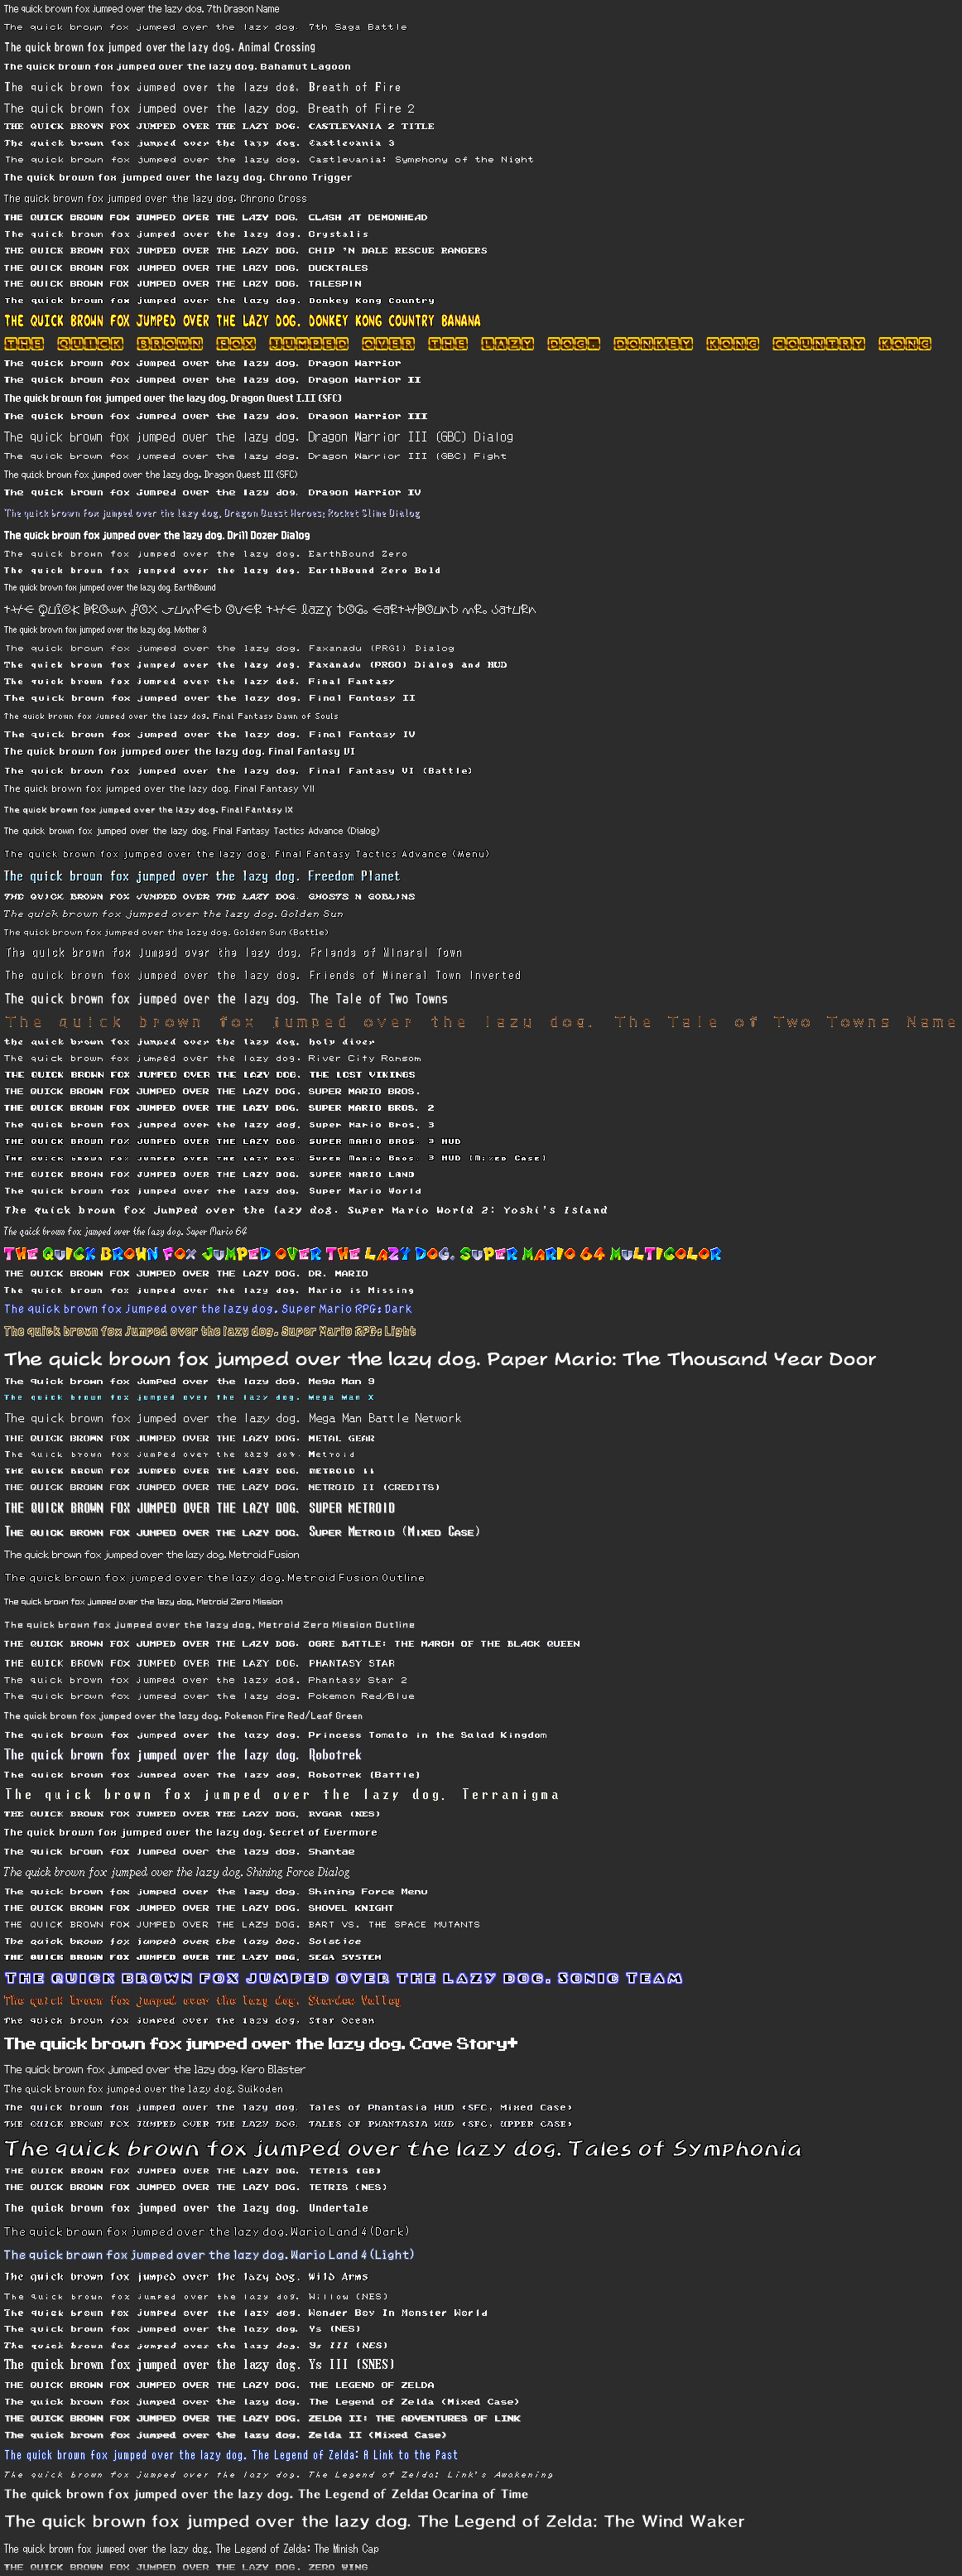 The quick brown fox jumped over the lazy dog. 7th Dragon Name
The quick brown fox jumped over the lazy dog. 7th Saga Battle
The quick brown fox jumped over the lazy dog. Animal Crossing
The quick brown fox jumped over the lazy dog. Bahamut Lagoon
The quick brown fox jumped over the lazy dog. Breath of Fire
The quick brown fox jumped over the lazy dog. Breath of Fire 2
THE QUICK BROWN FOX JUMPED OVER THE LAZY DOG. CASTLEVANIA 2 TITLE
The quick brown fox jumped over the lazy dog. Castlevania 3
The quick brown fox jumped over the lazy dog. Castlevania: Symphony of the Night
The quick brown fox jumped over the lazy dog. Chrono Trigger
The quick brown fox jumped over the lazy dog. Chrono Cross
THE QUICK BROWN FOX JUMPED OVER THE LAZY DOG. CLASH AT DEMONHEAD
The quick brown fox jumped over the lazy dog. Crystalis
THE QUICK BROWN FOX JUMPED OVER THE LAZY DOG. CHIP 'N DALE RESCUE RANGERS
THE QUICK BROWN FOX JUMPED OVER THE LAZY DOG. DUCKTALES
THE QUICK BROWN FOX JUMPED OVER THE LAZY DOG. TALESPIN
The quick brown fox jumped over the lazy dog. Donkey Kong Country
THE QUICK BROWN FOX JUMPED OVER THE LAZY DOG. DONKEY KONG COUNTRY BANANA
THE QUICK BROWN FOX JUMPED OVER THE LAZY DOG. DONKEY KONG COUNTRY KONG
The quick brown fox jumped over the lazy dog. Dragon Warrior
The quick brown fox jumped over the lazy dog. Dragon Warrior II
The quick brown fox jumped over the lazy dog. Dragon Quest I.II (SFC)
The quick brown fox jumped over the lazy dog. Dragon Warrior III
The quick brown fox jumped over the lazy dog. Dragon Warrior III (GBC) Dialog
The quick brown fox jumped over the lazy dog. Dragon Warrior III (GBC) Fight
The quick brown fox jumped over the lazy dog. Dragon Quest III (SFC)
The quick brown fox jumped over the lazy dog. Dragon Warrior IV
The quick brown fox jumped over the lazy dog. Dragon Quest Heroes: Rocket Slime Dialog
The quick brown fox jumped over the lazy dog. Drill Dozer Dialog
The quick brown fox jumped over the lazy dog. EarthBound Zero
The quick brown fox jumped over the lazy dog. EarthBound Zero Bold
The quick brown fox jumped over the lazy dog. EarthBound
tHE QUiCK BROwn fOX JUMPED OVER tHE lazy DOG. EaRtHBOUnD mR. SatURn
The quick brown fox jumped over the lazy dog. Mother 3
The quick brown fox jumped over the lazy dog. Faxanadu (PRG1) Dialog
The quick brown fox jumped over the lazy dog. Faxanadu (PRG0) Dialog and HUD
The quick brown fox jumped over the lazy dog. Final Fantasy
The quick brown fox jumped over the lazy dog. Final Fantasy II
The quick brown fox jumped over the lazy dog. Final Fantasy Dawn of Souls
The quick brown fox jumped over the lazy dog. Final Fantasy IV
The quick brown fox jumped over the lazy dog. Final Fantasy VI
The quick brown fox jumped over the lazy dog. Final Fantasy VI (Battle)
The quick brown fox jumped over the lazy dog. Final Fantasy VII
The quick brown fox jumped over the lazy dog. Final Fantasy IX
The quick brown fox jumped over the lazy dog. Final Fantasy Tactics Advance (Dialog)
The quick brown fox jumped over the lazy dog. Final Fantasy Tactics Advance (Menu)
The quick brown fox jumped over the lazy dog. Freedom Planet
THE QUICK BROWN FOX JUMPED OVER THE LAZY DOG. GHOSTS N GOBLINS
The quick brown fox jumped over the lazy dog. Golden Sun
The quick brown fox jumped over the lazy dog. Golden Sun (Battle)
The quick brown fox jumped over the lazy dog. Friends of Mineral Town
The quick brown fox jumped over the lazy dog. Friends of Mineral Town Inverted
The quick brown fox jumped over the lazy dog. The Tale of Two Towns
The quick brown fox jumped over the lazy dog. The Tale of Two Towns Name
the quick brown fox jumped over the lazy dog. holy diver
The quick brown fox jumped over the lazy dog. River City Ransom
THE QUICK BROWN FOX JUMPED OVER THE LAZY DOG. THE LOST VIKINGS
THE QUICK BROWN FOX JUMPED OVER THE LAZY DOG. SUPER MARIO BROS.
THE QUICK BROWN FOX JUMPED OVER THE LAZY DOG. SUPER MARIO BROS. 2
The quick brown fox jumped over the lazy dog. Super Mario Bros. 3
THE QUICK BROWN FOX JUMPED OVER THE LAZY DOG. SUPER MARIO BROS. 3 HUD
The quick brown fox jumped over the lazy dog. Super Mario Bros. 3 HUD (Mixed Case)
THE QUICK BROWN FOX JUMPED OVER THE LAZY DOG. SUPER MARIO LAND
The quick brown fox jumped over the lazy dog. Super Mario World
The quick brown fox jumped over the lazy dog. Super Mario World 2: Yoshi's Island
The quick brown fox jumped over the lazy dog. Super Mario 64
THE QUICK BROWN FOX JUMPED OVER THE LAZY DOG. SUPER MARIO 64 MULTICOLOR
THE QUICK BROWN FOX JUMPED OVER THE LAZY DOG. DR. MARIO
The quick brown fox jumped over the lazy dog. Mario is Missing
The quick brown fox jumped over the lazy dog. Super Mario RPG: Dark
The quick brown fox jumped over the lazy dog. Super Mario RPG: Light
The quick brown fox jumped over the lazy dog. Paper Mario: The Thousand Year Door
The quick brown fox jumped over the lazy dog. Mega Man 9
The quick brown fox jumped over the lazy dog. Mega Man X
The quick brown fox jumped over the lazy dog. Mega Man Battle Network
THE QUICK BROWN FOX JUMPED OVER THE LAZY DOG. METAL GEAR
The quick brown fox jumped over the lazy dog. Metroid
THE QUICK BROWN FOX JUMPED OVER THE LAZY DOG. METROID II
THE QUICK BROWN FOX JUMPED OVER THE LAZY DOG. METROID II (CREDITS)
THE QUICK BROWN FOX JUMPED OVER THE LAZY DOG. SUPER METROID
The quick brown fox jumped over the lazy dog. Super Metroid (Mixed Case)
The quick brown fox jumped over the lazy dog. Metroid Fusion
The quick brown fox jumped over the lazy dog. Metroid Fusion Outline
The quick brown fox jumped over the lazy dog. Metroid Zero Mission
The quick brown fox jumped over the lazy dog. Metroid Zero Mission Outline
THE QUICK BROWN FOX JUMPED OVER THE LAZY DOG. OGRE BATTLE: THE MARCH OF THE BLACK QUEEN
THE QUICK BROWN FOX JUMPED OVER THE LAZY DOG. PHANTASY STAR
The quick brown fox jumped over the lazy dog. Phantasy Star 2
The quick brown fox jumped over the lazy dog. Pokemon Red/Blue
The quick brown fox jumped over the lazy dog. Pokemon Fire Red/Leaf Green
The quick brown fox jumped over the lazy dog. Princess Tomato in the Salad Kingdom
The quick brown fox jumped over the lazy dog. Robotrek
The quick brown fox jumped over the lazy dog. Robotrek (Battle)
The quick brown fox jumped over the lazy dog. Terranigma
THE QUICK BROWN FOX JUMPED OVER THE LAZY DOG. RYGAR (NES)
The quick brown fox jumped over the lazy dog. Secret of Evermore
The quick brown fox Jumped over the lazy dog. Shantae
The quick brown fox jumped over the lazy dog. Shining Force Dialog
The quick brown fox jumped over the lazy dog. Shining Force Menu
THE QUICK BROWN FOX JUMPED OVER THE LAZY DOG. SHOVEL KNIGHT
THE QUICK BROWN FOX JUMPED OVER THE LAZY DOG. BART VS. THE SPACE MUTANTS
The quick brown fox jumped over the lazy dog. Solstice
THE QUICK BROWN FOX JUMPED OVER THE LAZY DOG. SEGA SYSTEM
THE QUICK BROWN FOX JUMPED OVER THE LAZY DOG. SONIC TEAM
The quick brown fox jumped over the lazy dog. Stardew Valley
The quick brown fox jumped over the lazy dog. Star Ocean
The quick brown fox jumped over the lazy dog. Cave Story+
The quick brown fox jumped over the lazy dog. Kero Blaster
The quick brown fox jumped over the lazy dog. Suikoden
The quick brown fox jumped over the lazy dog. Tales of Phantasia HUD (SFC, Mixed Case)
THE QUICK BROWN FOX JUMPED OVER THE LAZY DOG. TALES OF PHANTASIA HUD (SFC, UPPER CASE)
The quick brown fox jumped over the lazy dog. Tales of Symphonia
THE QUICK BROWN FOX JUMPED OVER THE LAZY DOG. TETRIS (GB)
THE QUICK BROWN FOX JUMPED OVER THE LAZY DOG. TETRIS (NES)
The quick brown fox jumped over the lazy dog. Undertale
The quick brown fox jumped over the lazy dog. Wario Land 4 (Dark)
The quick brown fox jumped over the lazy dog. Wario Land 4 (Light)
The quick brown fox jumped over the lazy dog. Wild Arms
The quick brown fox jumped over the lazy dog. Willow (NES)
The quick brown fox jumped over the lazy dog. Wonder Boy In Monster World
The quick brown fox jumped over the lazy dog. Ys (NES)
The quick brown fox jumped over the lazy dog. Ys III (NES)
The quick brown fox jumped over the lazy dog. Ys III (SNES)
THE QUICK BROWN FOX JUMPED OVER THE LAZY DOG. THE LEGEND OF ZELDA
The quick brown fox jumped over the lazy dog. The Legend of Zelda (Mixed Case)
THE QUICK BROWN FOX JUMPED OVER THE LAZY DOG. ZELDA II: THE ADVENTURES OF LINK
The quick brown fox jumped over the lazy dog. Zelda II (Mixed Case)
The quick brown fox jumped over the lazy dog. The Legend of Zelda: A Link to the Past
The quick brown fox jumped over the lazy dog. The Legend of Zelda: Link's Awakening
The quick brown fox jumped over the lazy dog. The Legend of Zelda: Ocarina of Time
The quick brown fox jumped over the lazy dog. The Legend of Zelda: The Wind Waker
The quick brown fox jumped over the lazy dog. The Legend of Zelda: The Minish Cap
THE QUICK BROWN FOX JUMPED OVER THE LAZY DOG. ZERO WING